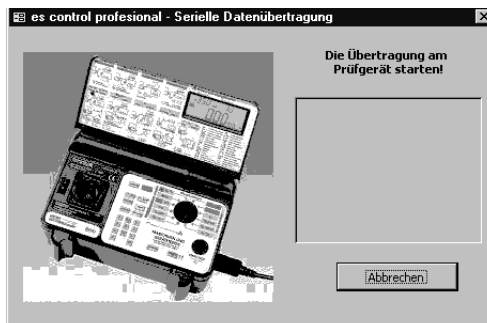 es control profesional - Serielle Datenübertragung
Die Übertragung am
Prüfgerät starten!
Abbrechen